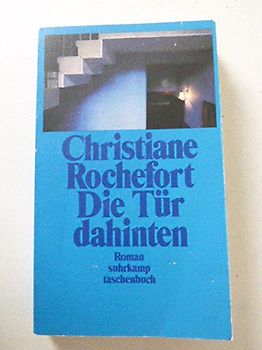 Christiane
Rochefort
Die Tür
dahinten
Roman
suhrkamp
taschenbuch